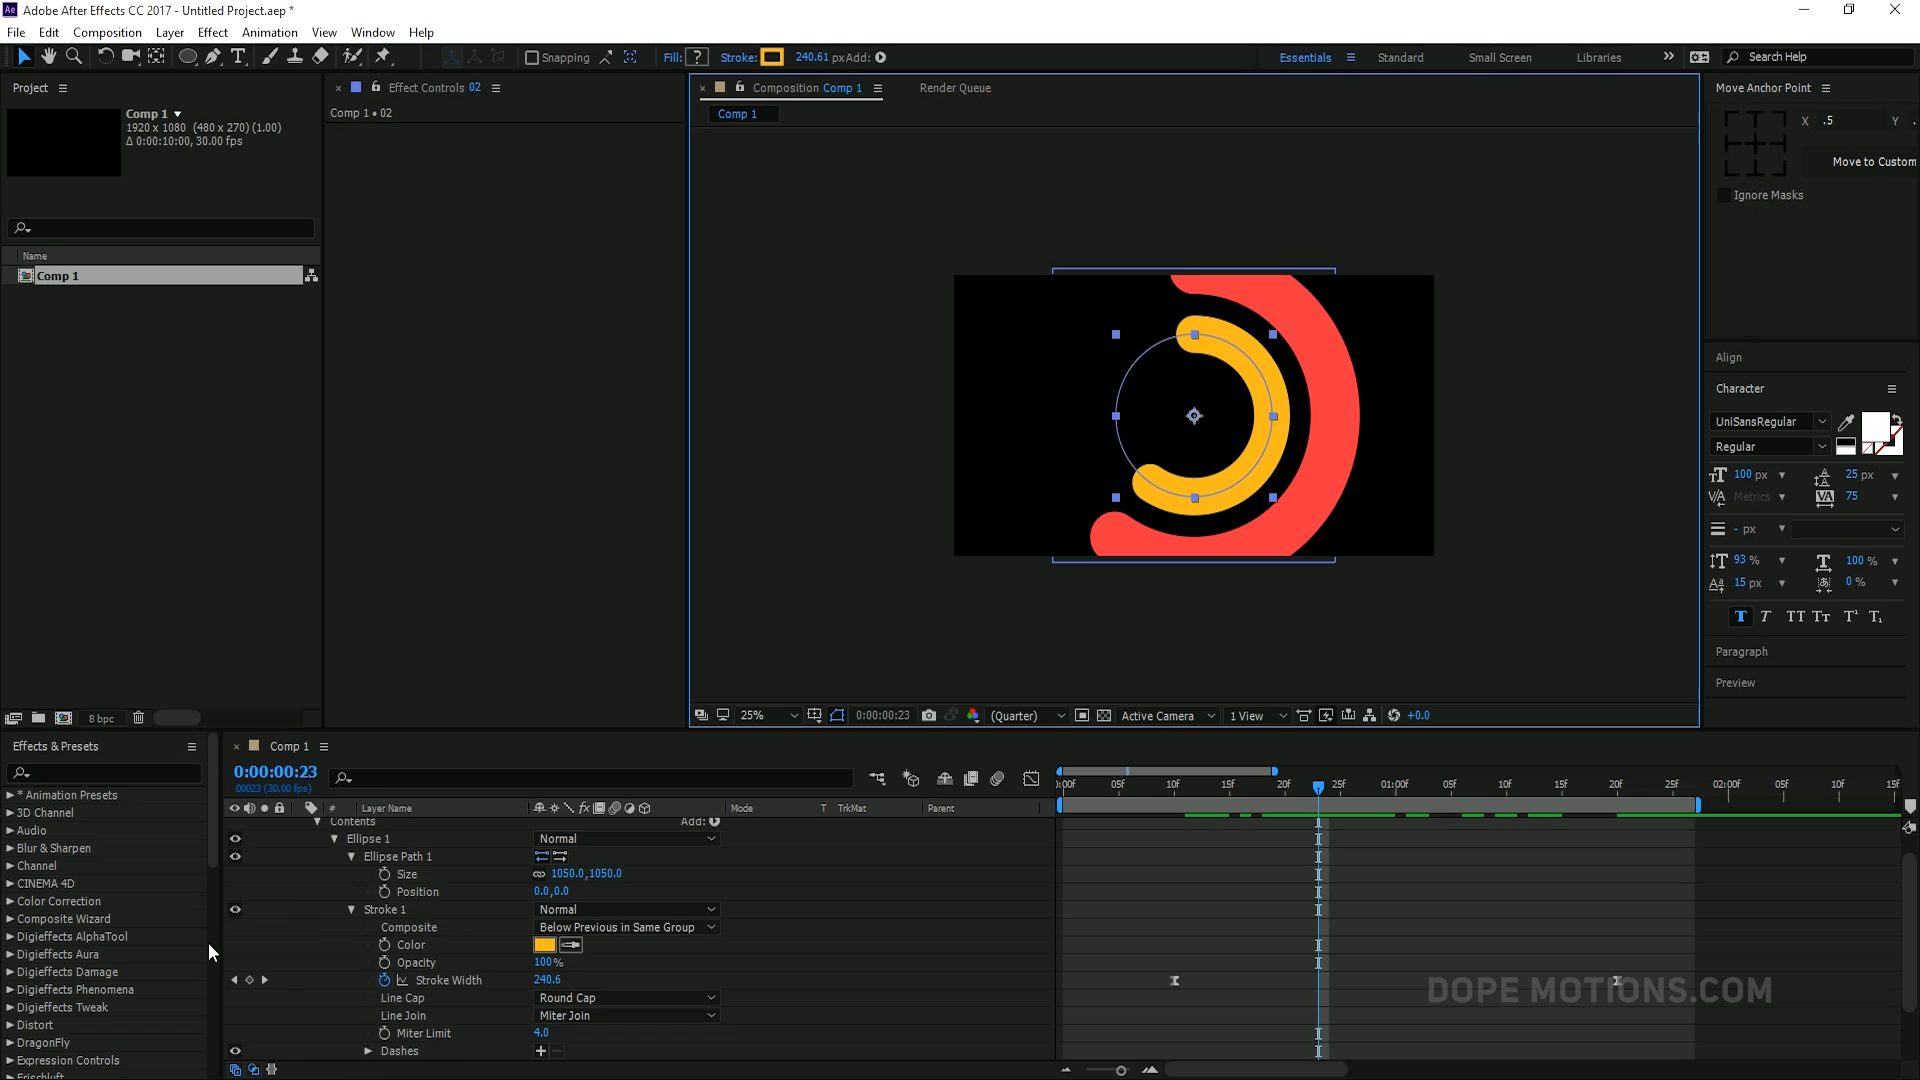 Adobe After Effects CC 2017 - Untitled Project.aep *
File Edit Composition Layer Effect Animation View Window Help
Snapping Fill: ? Stroke: 240.61 px Add: Essentials Standard Small Screen Libraries Search Help
Project
Comp 1
1920 x 1080 (480 x 270) (1.00)
Δ 0:00:10:00, 30.00 fps
Name
Comp 1
8 bpc
Effect Controls 02
Comp 1 • 02
Composition Comp 1
Render Queue
Comp 1
25% 0:00:00:23 (Quarter) Active Camera 1 View +0.0
Move Anchor Point
X .5 Y .
Move to Custom
Ignore Masks
Align
Character
UniSansRegular
Regular
100 px 25 px
Metrics 75
- px
93 % 100 %
15 px 0 %
T T TT Tт T¹ T₁
Paragraph
Preview
Effects & Presets
* Animation Presets
3D Channel
Audio
Blur & Sharpen
Channel
CINEMA 4D
Color Correction
Composite Wizard
Digieffects AlphaTool
Digieffects Aura
Digieffects Damage
Digieffects Phenomena
Digieffects Tweak
Distort
DragonFly
Expression Controls
Frischluft
Comp 1
0:00:00:23
00023 (30.00 fps)
# Layer Name Mode T TrkMat Parent
Contents Add:
Ellipse 1 Normal
Ellipse Path 1
Size 1050.0,1050.0
Position 0.0,0.0
Stroke 1 Normal
Composite Below Previous in Same Group
Color
Opacity 100%
Stroke Width 240.6
Line Cap Round Cap
Line Join Miter Join
Miter Limit 4.0
Dashes
:00F 05f 10f 15f 20f 25f 01:00f 05f 10f 15f 20f 25f 02:00f 05f 10f 15f
DOPE MOTIONS.COM